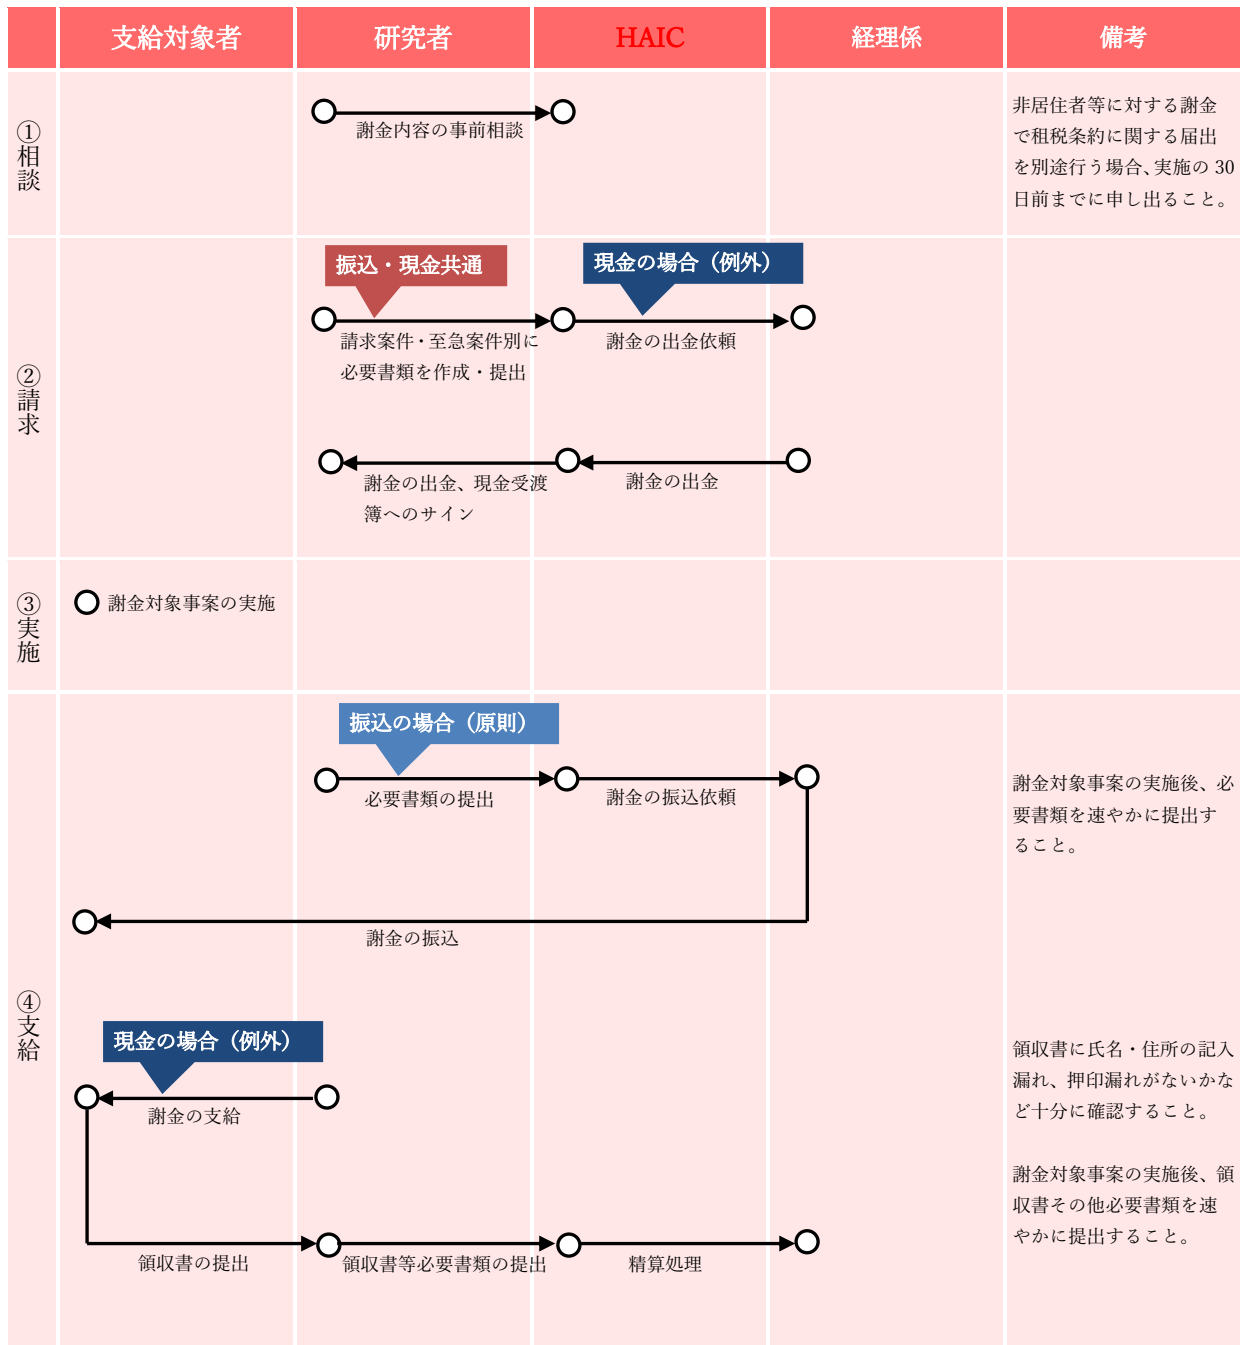 支給対象者
研究者
HAIC
経理係
備考
①相談
謝金内容の事前相談
非居住者等に対する謝金
で租税条約に関する届出
を別途行う場合、実施の 30
日前までに申し出ること。
②請求
振込・現金共通
現金の場合（例外）
請求案件・至急案件別に
必要書類を作成・提出
謝金の出金依頼
謝金の出金、現金受渡
簿へのサイン
謝金の出金
③実施
謝金対象事案の実施
④支給
振込の場合（原則）
必要書類の提出
謝金の振込依頼
謝金対象事案の実施後、必
要書類を速やかに提出す
ること。
謝金の振込
現金の場合（例外）
謝金の支給
領収書に氏名・住所の記入
漏れ、押印漏れがないかな
ど十分に確認すること。
謝金対象事案の実施後、領
収書その他必要書類を速
やかに提出すること。
領収書の提出
領収書等必要書類の提出
精算処理